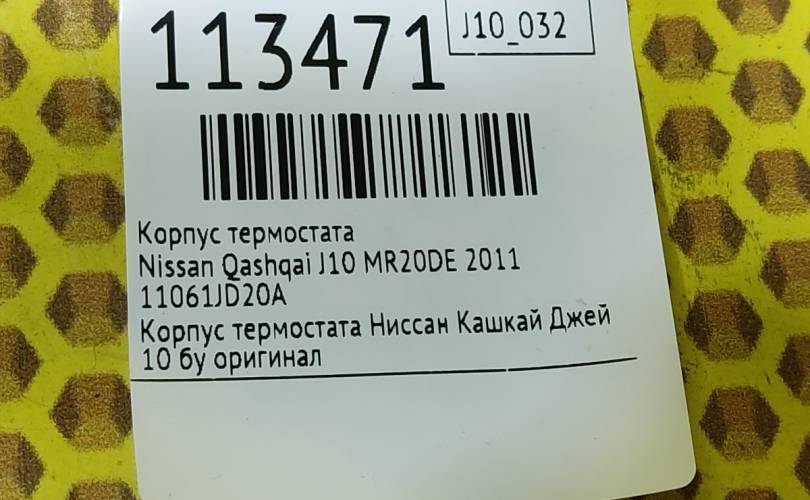 113471
J10_032
Корпус термостата
Nissan Qashqai J10 MR20DE 2011
11061JD20A
Корпус термостата Ниссан Кашкай Джей
10 бу оригинал